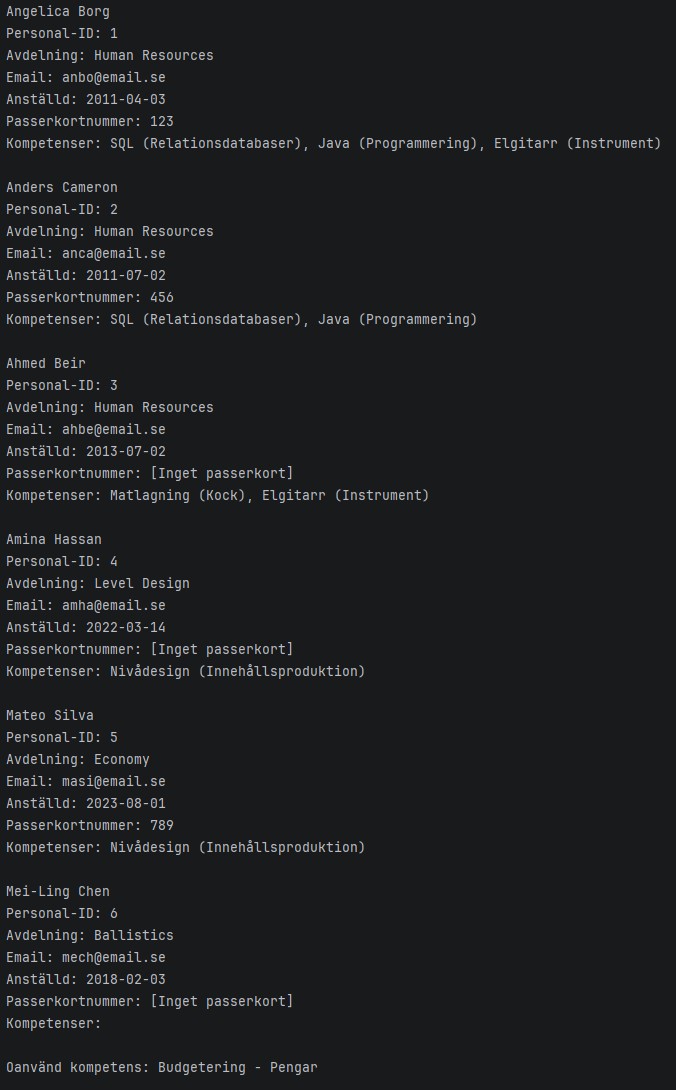 Angelica Borg
Personal-ID: 1
Avdelning: Human Resources
Email: anbo@email.se
Anställd: 2011-04-03
Passerkortnummer: 123
Kompetenser: SQL (Relationsdatabaser), Java (Programmering), Elgitarr (Instrument)

Anders Cameron
Personal-ID: 2
Avdelning: Human Resources
Email: anca@email.se
Anställd: 2011-07-02
Passerkortnummer: 456
Kompetenser: SQL (Relationsdatabaser), Java (Programmering)

Ahmed Beir
Personal-ID: 3
Avdelning: Human Resources
Email: ahbe@email.se
Anställd: 2013-07-02
Passerkortnummer: [Inget passerkort]
Kompetenser: Matlagning (Kock), Elgitarr (Instrument)

Amina Hassan
Personal-ID: 4
Avdelning: Level Design
Email: amha@email.se
Anställd: 2022-03-14
Passerkortnummer: [Inget passerkort]
Kompetenser: Nivådesign (Innehållsproduktion)

Mateo Silva
Personal-ID: 5
Avdelning: Economy
Email: masi@email.se
Anställd: 2023-08-01
Passerkortnummer: 789
Kompetenser: Nivådesign (Innehållsproduktion)

Mei-Ling Chen
Personal-ID: 6
Avdelning: Ballistics
Email: mech@email.se
Anställd: 2018-02-03
Passerkortnummer: [Inget passerkort]
Kompetenser:

Oanvänd kompetens: Budgetering - Pengar